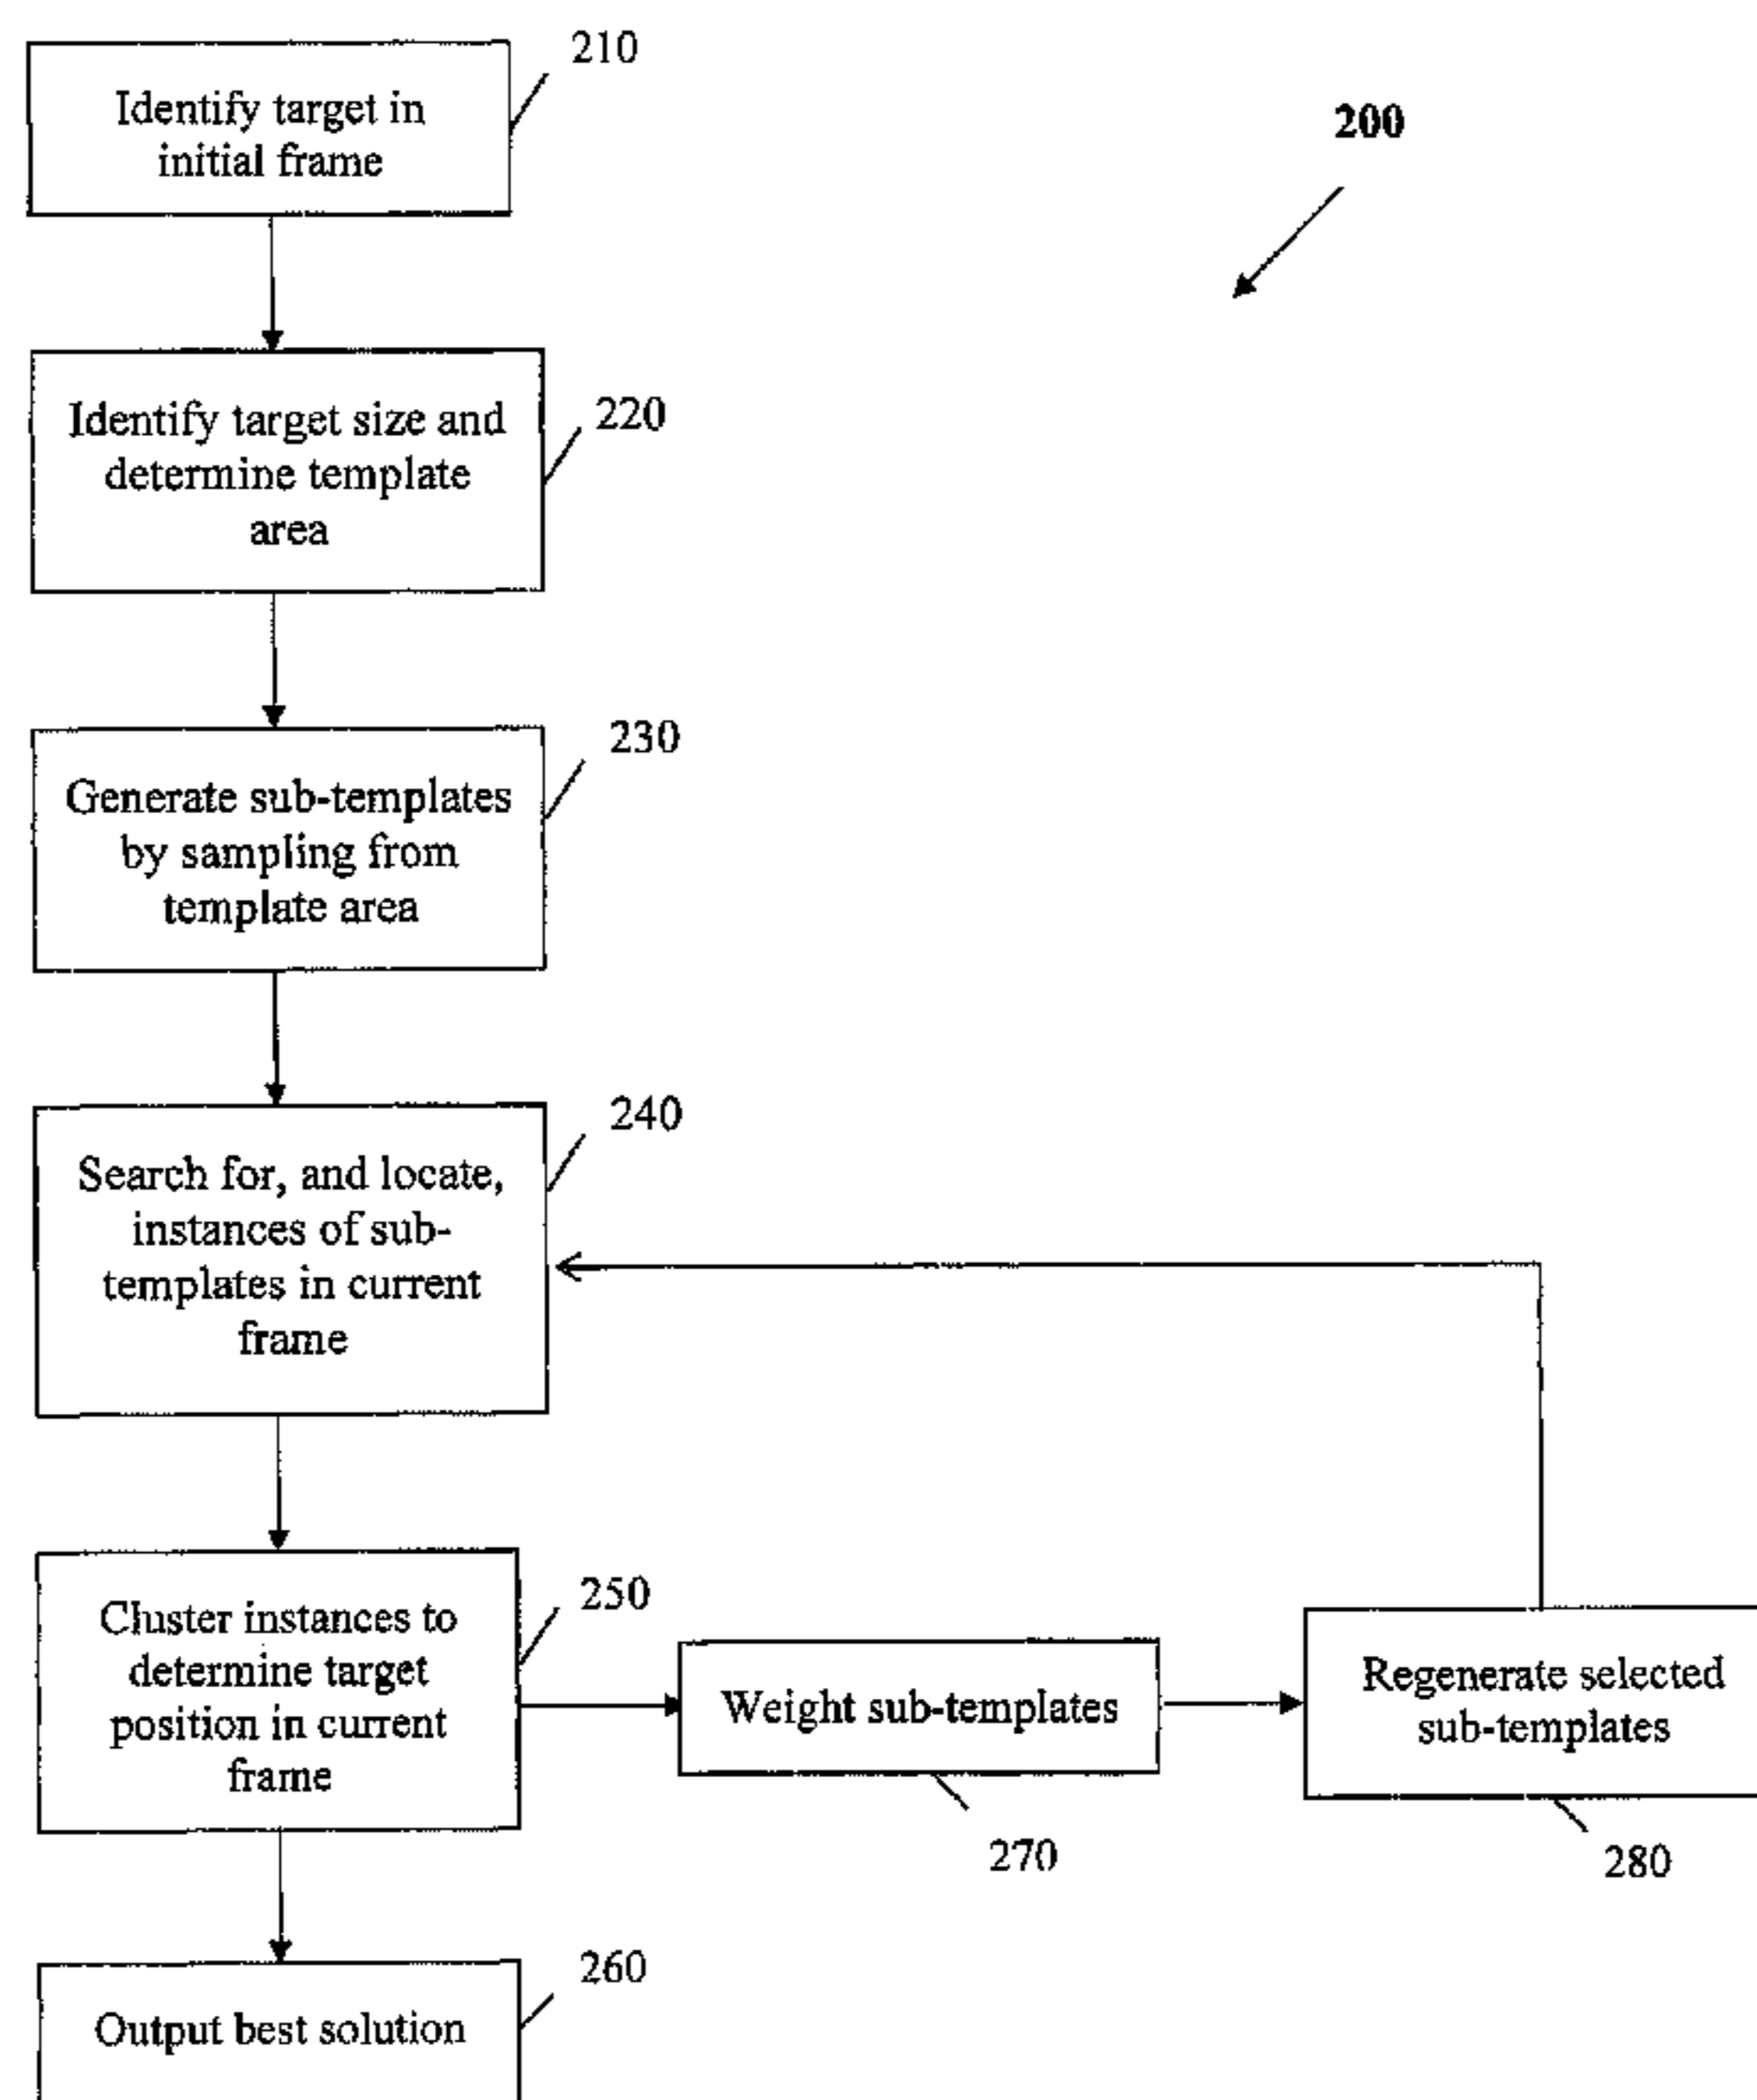 210
Identify target in
initial frame
200
220
Identify target size and
determine template
area
230
Generate sub-templates
by sampling from
template area
240
Search for, and locate,
instances of sub-
templates in current
frame
250
Cluster instances to
determine target
position in current
frame
Weight sub-templates
270
Regenerate selected
sub-templates
280
260
Output best solution